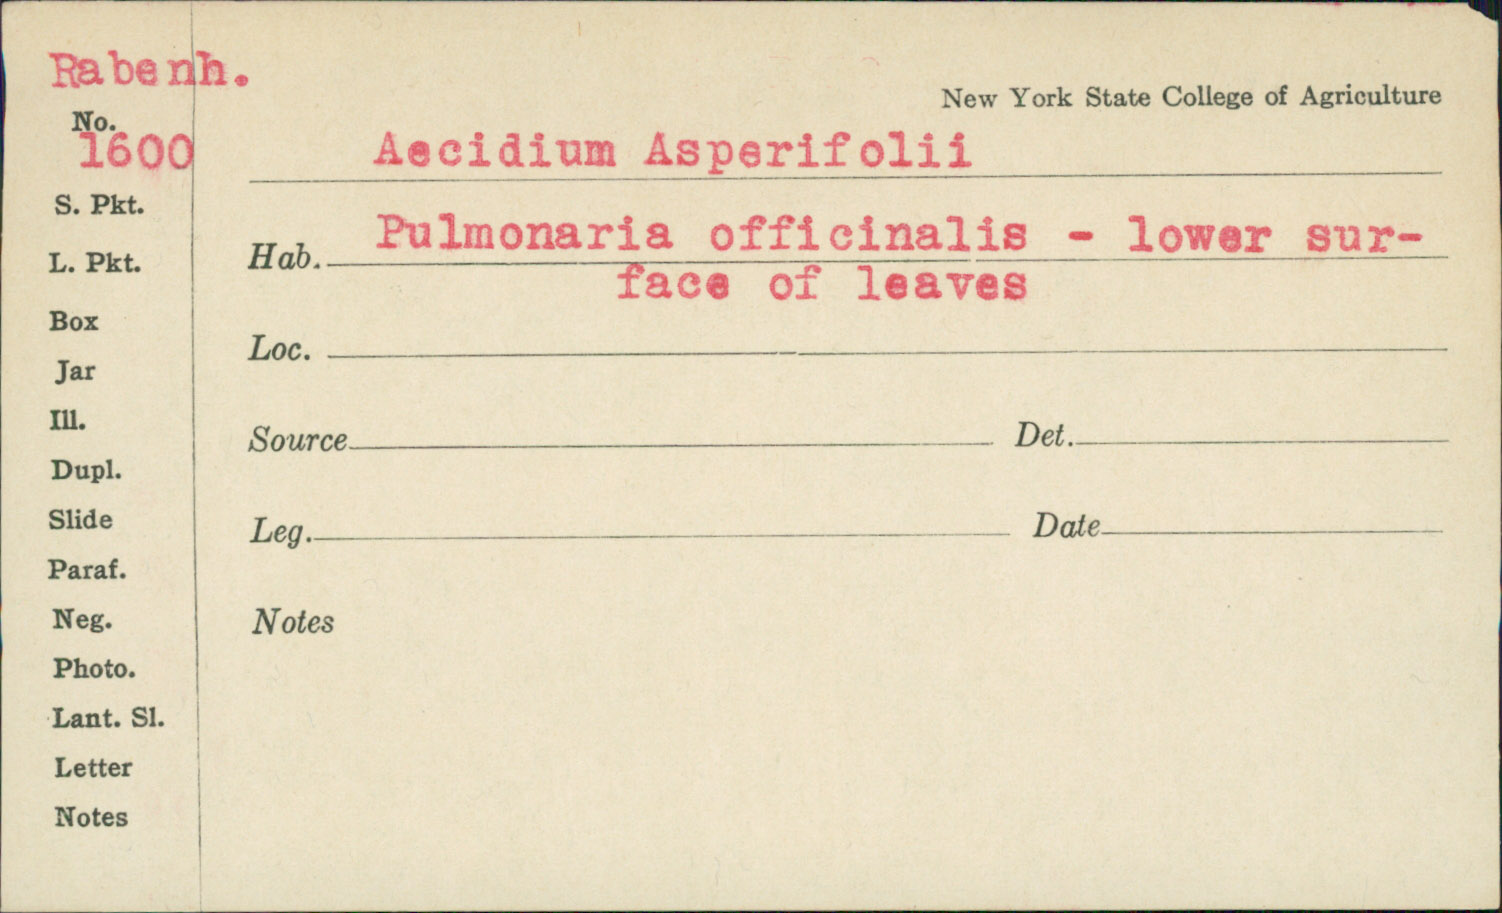 Rabenh.
New York State College of Agriculture
No.
1600
Aecidium Asperifolii
S. Pkt.
Hab. Pulmonaria officinalis - lower sur-
face of leaves
L. Pkt.
Box
Loc.
Jar
Ill.
Source Det.
Dupl.
Slide
Leg. Date
Paraf.
Neg.
Notes
Photo.
Lant. Sl.
Letter
Notes